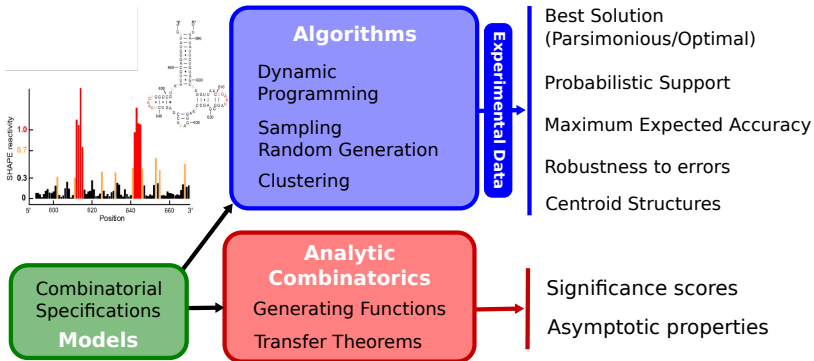 Algorithms
Dynamic
Programming
Sampling
Random Generation
Clustering
Experimental Data
Best Solution
(Parsimonious/Optimal)
Probabilistic Support
Maximum Expected Accuracy
Robustness to errors
Centroid Structures
SHAPE reactivity
1.0
0.7
0.3
0
5' 600 620 640 660 3'
Position
Combinatorial
Specifications
Models
Analytic
Combinatorics
Generating Functions
Transfer Theorems
Significance scores
Asymptotic properties